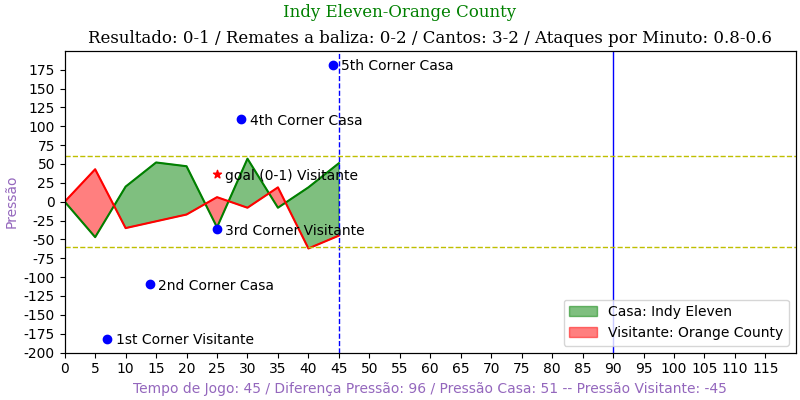 Indy Eleven-Orange County
Resultado: 0-1 / Remates a baliza: 0-2 / Cantos: 3-2 / Ataques por Minuto: 0.8-0.6
Pressão
175
150
125
100
75
50
25
0
-25
-50
-75
-100
-125
-150
-175
-200
5th Corner Casa
4th Corner Casa
goal (0-1) Visitante
3rd Corner Visitante
2nd Corner Casa
1st Corner Visitante
Casa: Indy Eleven
Visitante: Orange County
0 5 10 15 20 25 30 35 40 45 50 55 60 65 70 75 80 85 90 95 100 105 110 115
Tempo de Jogo: 45 / Diferença Pressão: 96 / Pressão Casa: 51 -- Pressão Visitante: -45